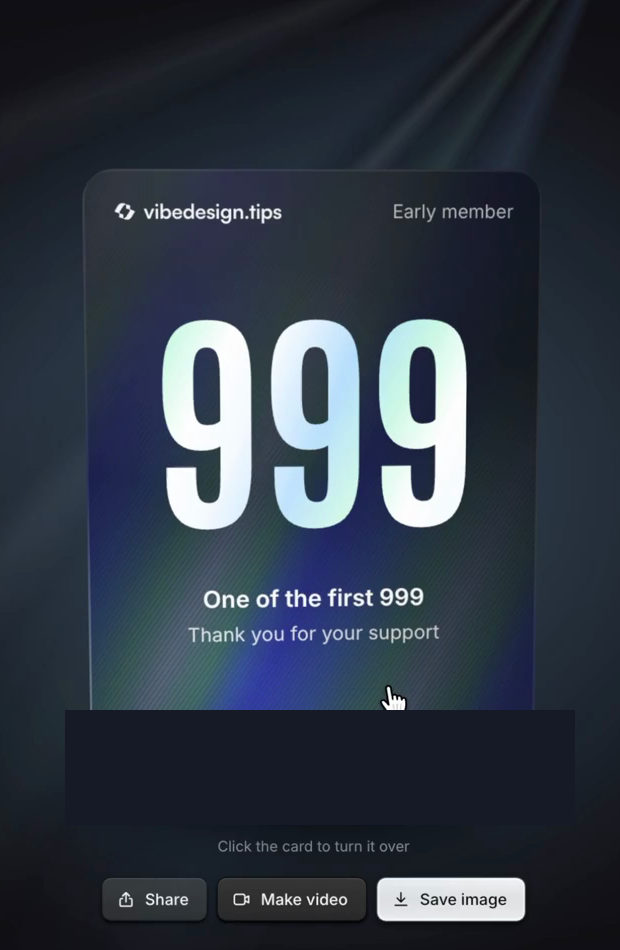 vibedesign.tips
Early member
999
One of the first 999
Thank you for your support
Click the card to turn it over
Share
Make video
Save image